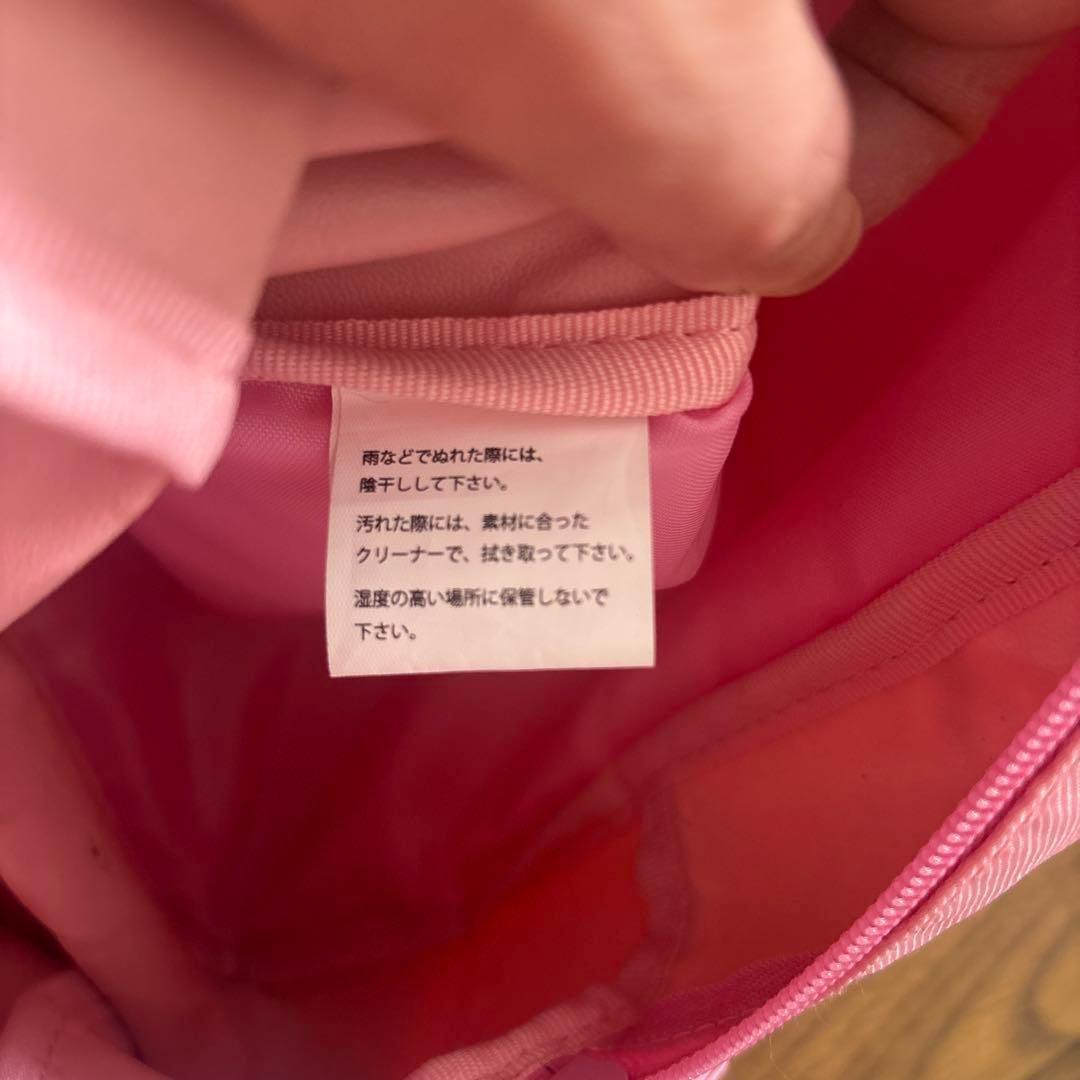 雨などでぬれた際には、
陰干しして下さい。
汚れた際には、素材に合った
クリーナーで、拭き取って下さい。
湿度の高い場所に保管しないで
下さい。